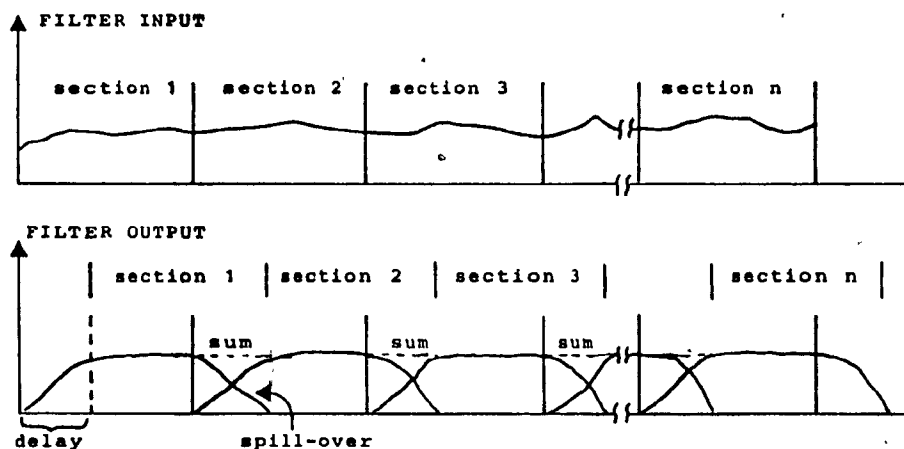 FILTER INPUT
section 1 section 2 section 3 section n
FILTER OUTPUT
section 1 section 2 section 3 section n
sum sum sum
delay spill-over